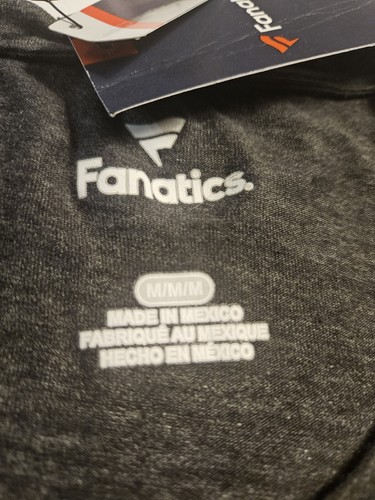 Fanatics.
M/M/M
MADE IN MEXICO
FABRIQUÉ AU MEXIQUE
HECHO EN MÉXICO